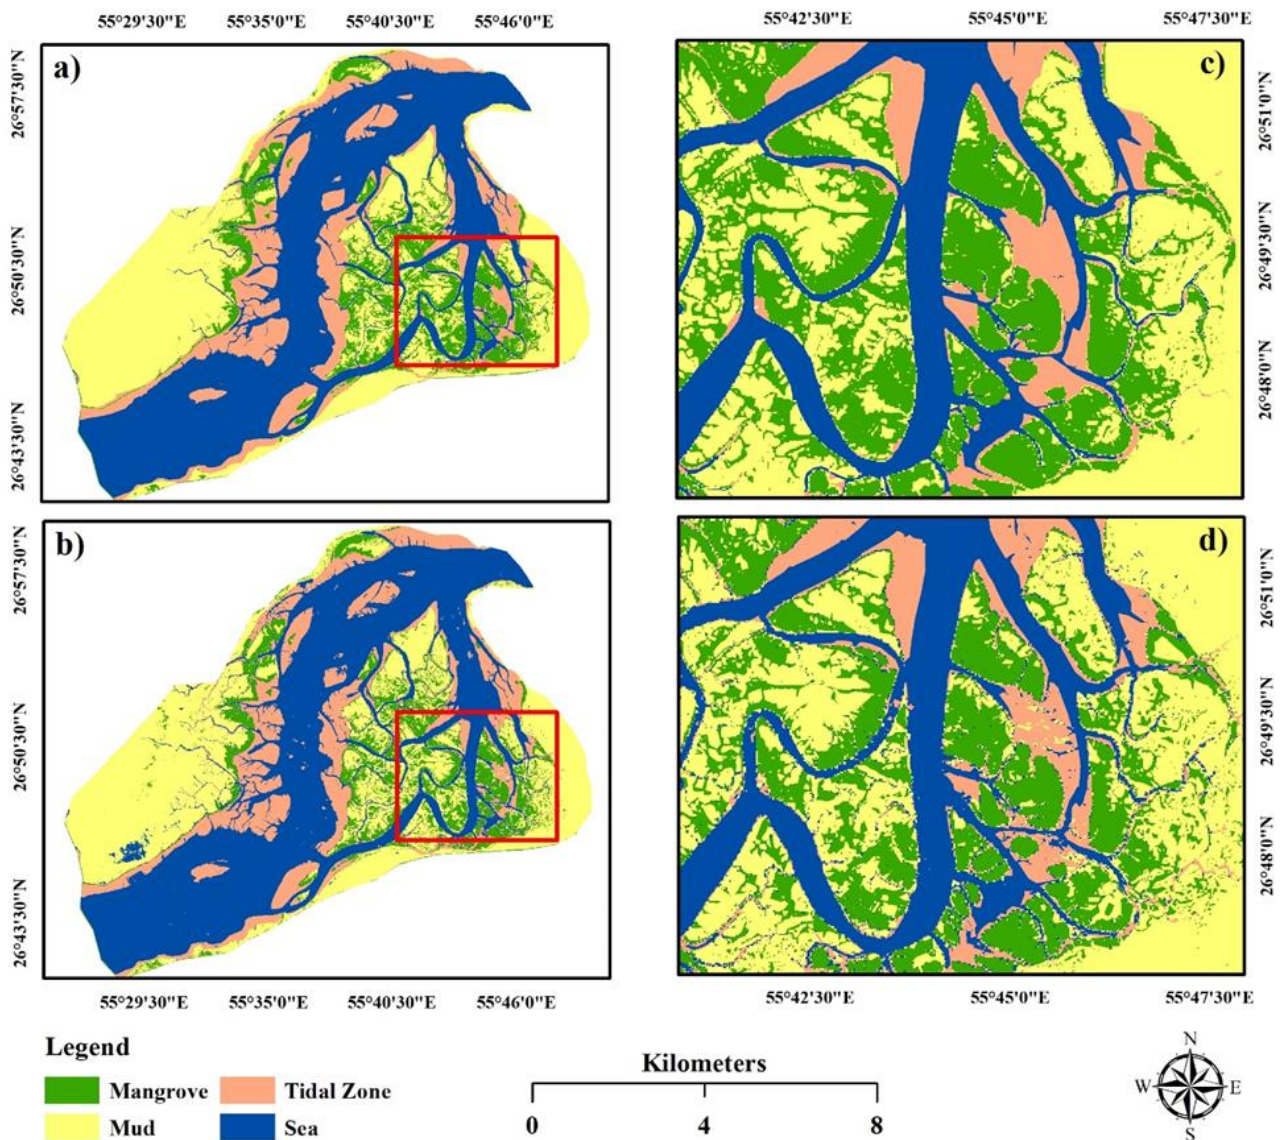 55°29'30"E 55°35'0"E 55°40'30"E 55°46'0"E
55°42'30"E 55°45'0"E 55°47'30"E
a)
c)
26°57'30"N
26°50'30"N
26°43'30"N
26°51'0"N
26°49'30"N
26°48'0"N
b)
d)
26°57'30"N
26°50'30"N
26°43'30"N
26°51'0"N
26°49'30"N
26°48'0"N
55°29'30"E 55°35'0"E 55°40'30"E 55°46'0"E
55°42'30"E 55°45'0"E 55°47'30"E
Legend
Mangrove
Tidal Zone
Mud
Sea
Kilometers
0 4 8
N
W E
S